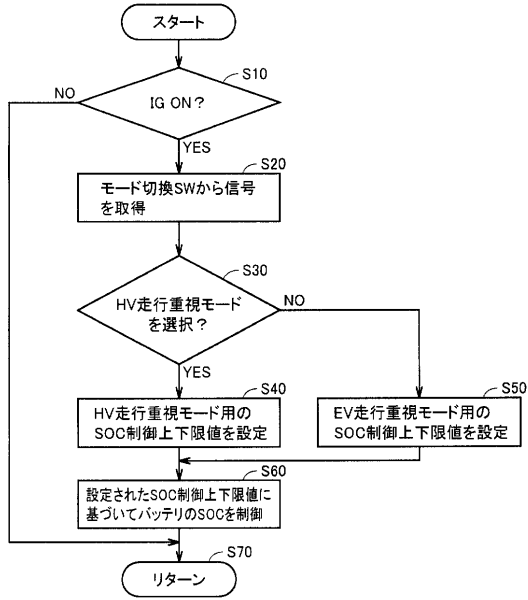 スタート
S10
IG ON？
NO
YES
S20
モード切換SWから信号
を取得
S30
HV走行重視モード
を選択？
NO
YES
S40
HV走行重視モード用の
SOC制御上下限値を設定
S50
EV走行重視モード用の
SOC制御上下限値を設定
S60
設定されたSOC制御上下限値に
基づいてバッテリのSOCを制御
S70
リターン